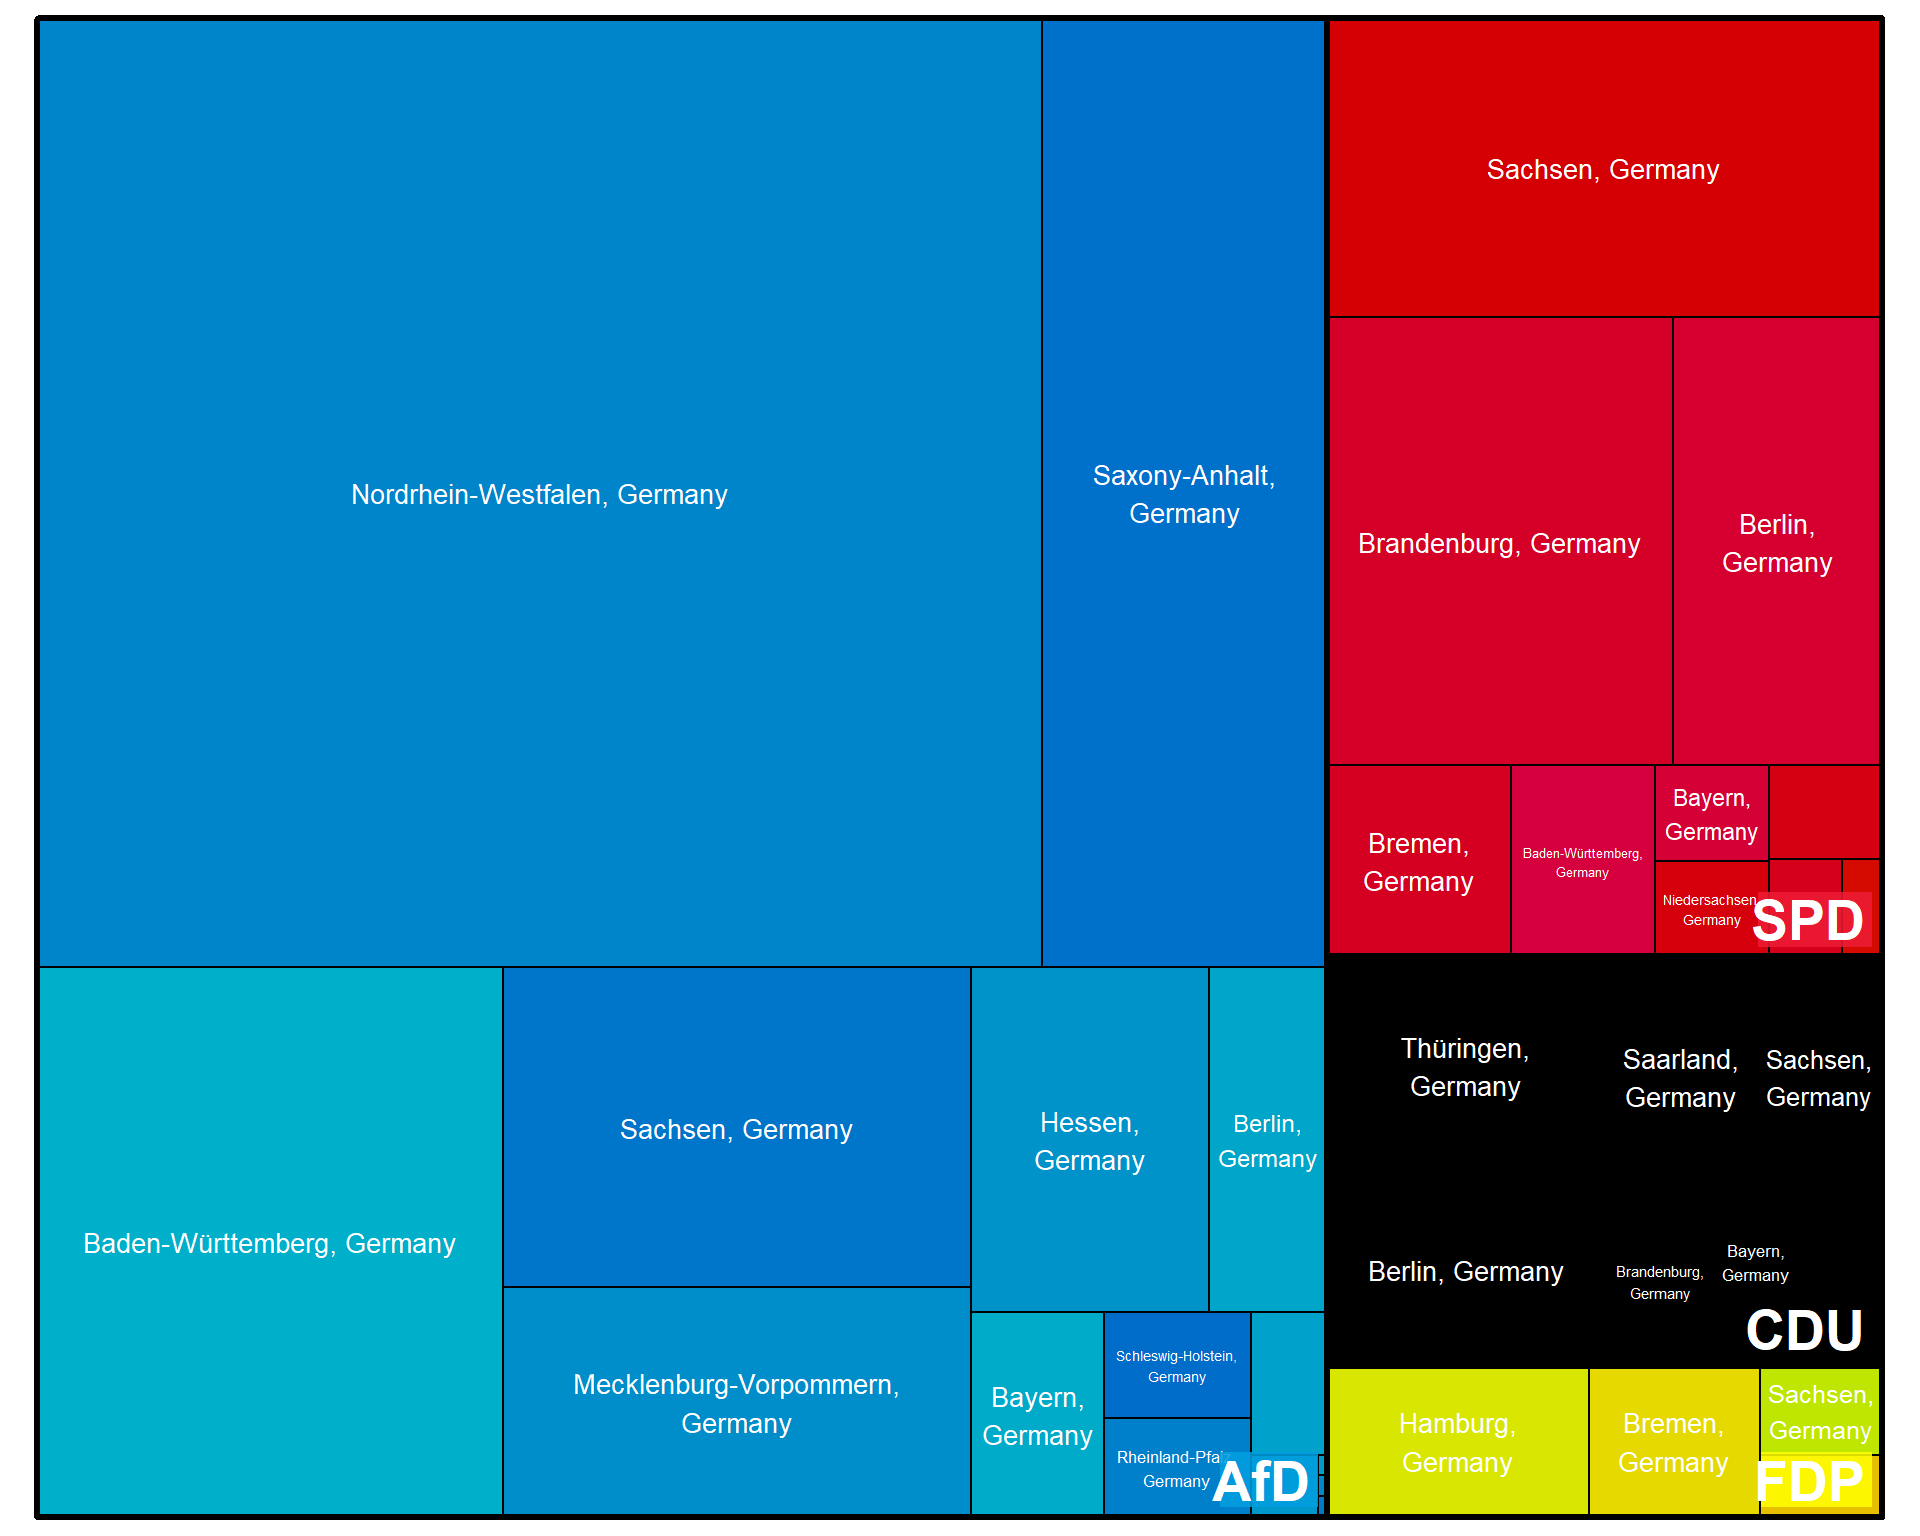 Nordrhein-Westfalen, Germany
Saxony-Anhalt,
Germany
Baden-Württemberg, Germany
Sachsen, Germany
Mecklenburg-Vorpommern,
Germany
Hessen,
Germany
Berlin,
Germany
Bayern,
Germany
Schleswig-Holstein,
Germany
Rheinland-Pfalz,
Germany
AfD
Sachsen, Germany
Brandenburg, Germany
Berlin,
Germany
Bremen,
Germany
Baden-Württemberg,
Germany
Bayern,
Germany
Niedersachsen
Germany
SPD
Thüringen,
Germany
Saarland,
Germany
Sachsen,
Germany
Berlin, Germany
Brandenburg,
Germany
Bayern,
Germany
CDU
Hamburg,
Germany
Bremen,
Germany
Sachsen,
Germany
FDP